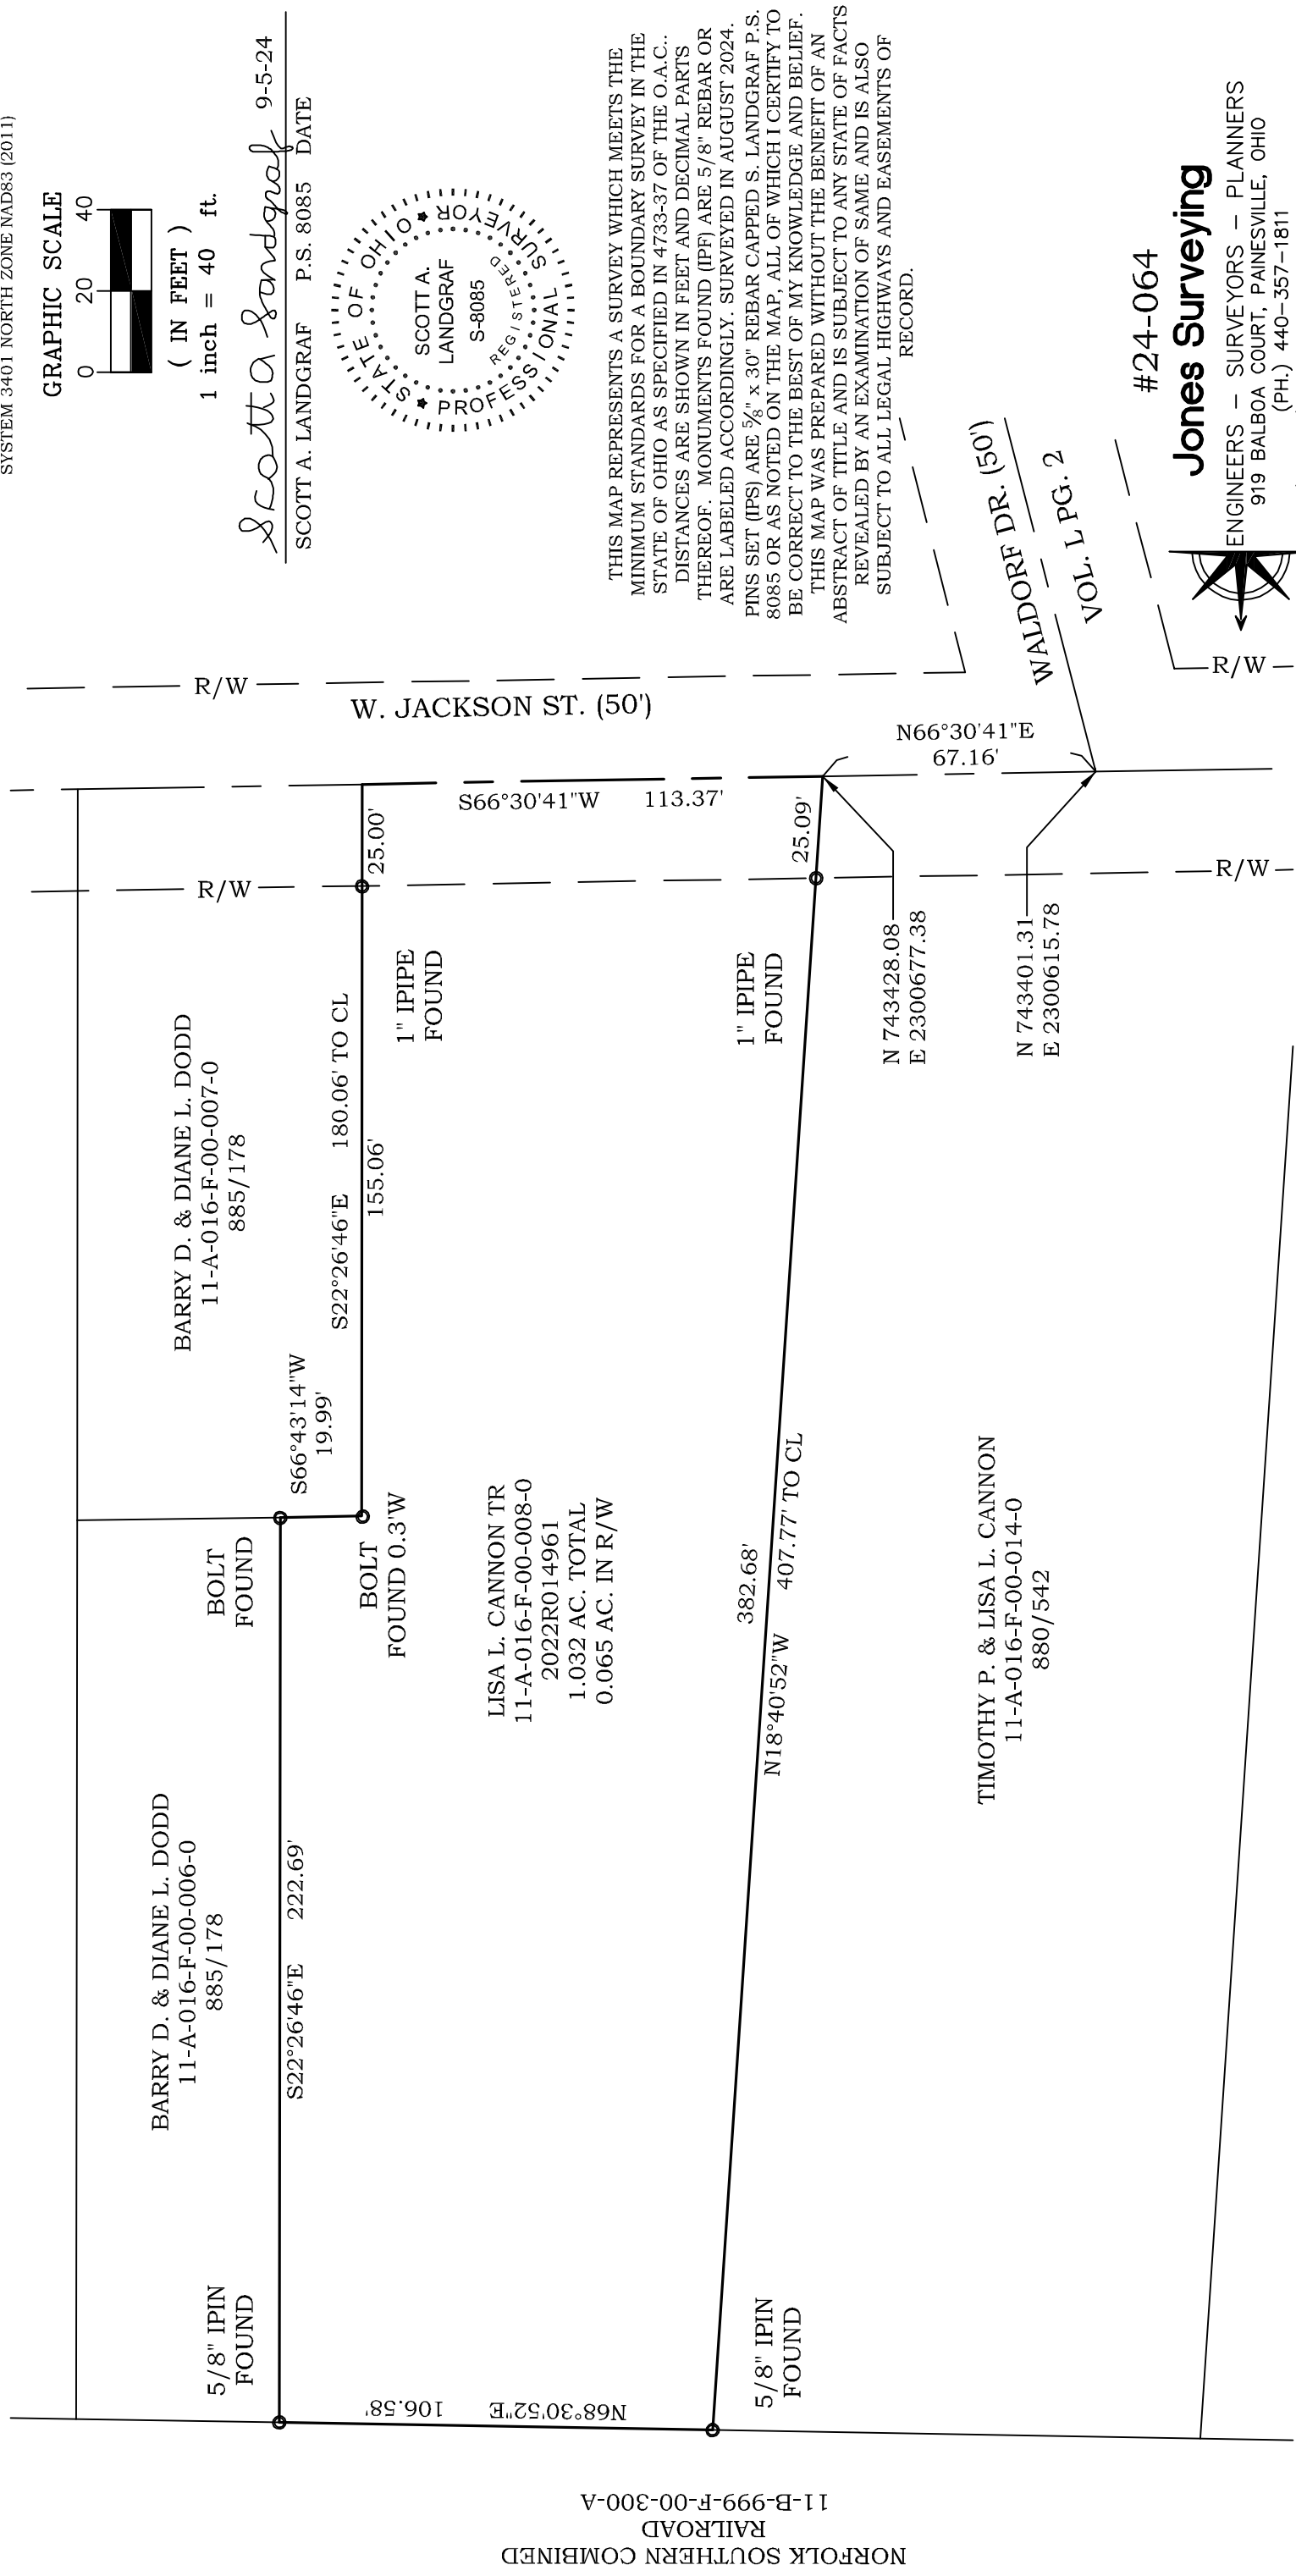 SYSTEM 3401 NORTH ZONE NAD83 (2011)
GRAPHIC SCALE
0 20 40
( IN FEET )
1 inch = 40 ft.
Scott A Landgraf 9-5-24
SCOTT A. LANDGRAF P.S. 8085 DATE
STATE OF OHIO
SCOTT A.
LANDGRAF
S-8085
REGISTERED
PROFESSIONAL SURVEYOR
THIS MAP REPRESENTS A SURVEY WHICH MEETS THE
MINIMUM STANDARDS FOR A BOUNDARY SURVEY IN THE
STATE OF OHIO AS SPECIFIED IN 4733-37 OF THE O.A.C..
DISTANCES ARE SHOWN IN FEET AND DECIMAL PARTS
THEREOF. MONUMENTS FOUND (IPF) ARE 5/8" REBAR OR
ARE LABELED ACCORDINGLY. SURVEYED IN AUGUST 2024.
PINS SET (IPS) ARE ⅝" x 30" REBAR CAPPED S. LANDGRAF P.S.
8085 OR AS NOTED ON THE MAP, ALL OF WHICH I CERTIFY TO
BE CORRECT TO THE BEST OF MY KNOWLEDGE AND BELIEF.
THIS MAP WAS PREPARED WITHOUT THE BENEFIT OF AN
ABSTRACT OF TITLE AND IS SUBJECT TO ANY STATE OF FACTS
REVEALED BY AN EXAMINATION OF SAME AND IS ALSO
SUBJECT TO ALL LEGAL HIGHWAYS AND EASEMENTS OF
RECORD.
#24-064
Jones Surveying
ENGINEERS - SURVEYORS - PLANNERS
919 BALBOA COURT, PAINESVILLE, OHIO
(PH.) 440-357-1811
R/W
W. JACKSON ST. (50')
WALDORF DR. (50')
VOL. L PG. 2
R/W
N66°30'41"E
67.16'
S66°30'41"W 113.37'
25.00'
25.09'
R/W
R/W
1" IPIPE
FOUND
1" IPIPE
FOUND
N 743428.08
E 2300677.38
N 743401.31
E 2300615.78
BARRY D. & DIANE L. DODD
11-A-016-F-00-007-0
885/178
S22°26'46"E 180.06' TO CL
155.06'
S66°43'14"W
19.99'
BOLT
FOUND
BOLT
FOUND 0.3'W
LISA L. CANNON TR
11-A-016-F-00-008-0
2022R014961
1.032 AC. TOTAL
0.065 AC. IN R/W
382.68'
N18°40'52"W 407.77' TO CL
TIMOTHY P. & LISA L. CANNON
11-A-016-F-00-014-0
880/542
BARRY D. & DIANE L. DODD
11-A-016-F-00-006-0
885/178
S22°26'46"E 222.69'
5/8" IPIN
FOUND
5/8" IPIN
FOUND
N68°30'52"E 106.58'
NORFOLK SOUTHERN COMBINED
RAILROAD
11-B-999-F-00-300-A